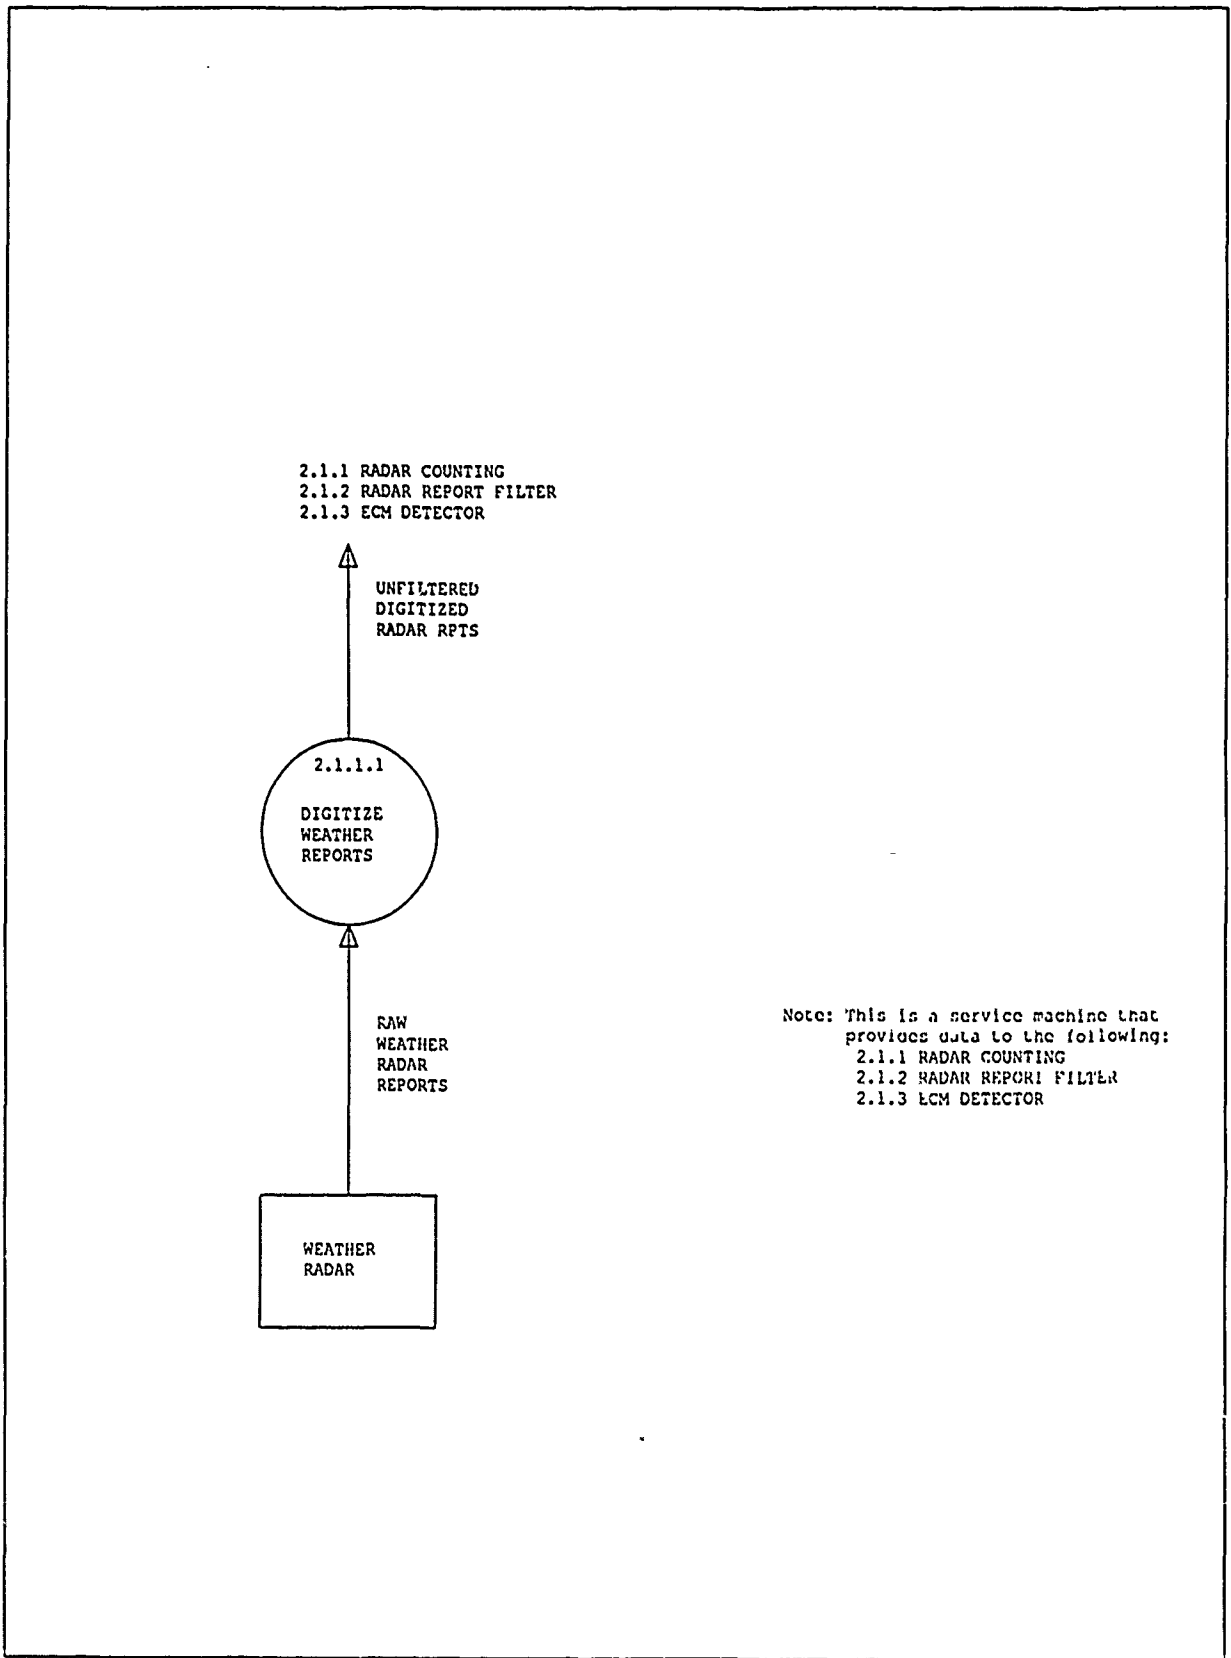 2.1.1 RADAR COUNTING
2.1.2 RADAR REPORT FILTER
2.1.3 ECM DETECTOR
UNFILTERED
DIGITIZED
RADAR RPTS
2.1.1.1
DIGITIZE
WEATHER
REPORTS
RAW
WEATHER
RADAR
REPORTS
Note: This is a service machine that
provides data to the following:
2.1.1 RADAR COUNTING
2.1.2 RADAR REPORT FILTER
2.1.3 ECM DETECTOR
WEATHER
RADAR